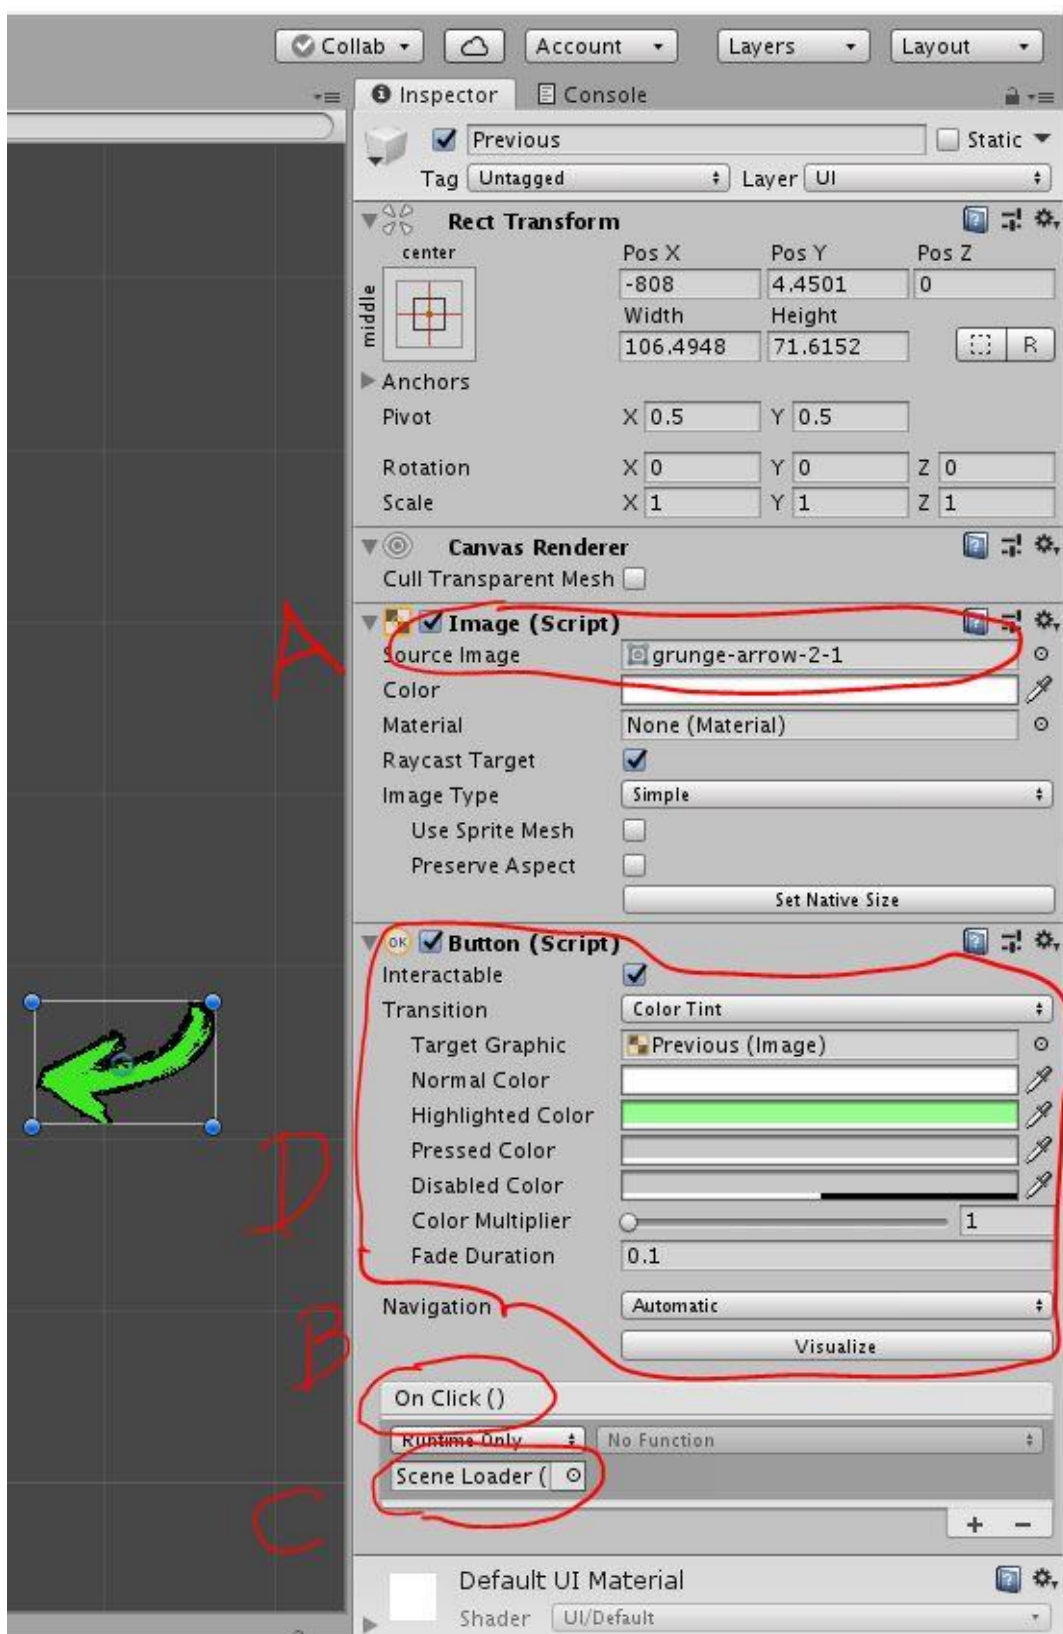 Collab Account Layers Layout
Inspector Console
Previous Static
Tag Untagged Layer UI
Rect Transform
center Pos X Pos Y Pos Z
-808 4.4501 0
middle Width Height
106.4948 71.6152 R
Anchors
Pivot X 0.5 Y 0.5
Rotation X 0 Y 0 Z 0
Scale X 1 Y 1 Z 1
Canvas Renderer
Cull Transparent Mesh
A
Image (Script)
Source Image grunge-arrow-2-1
Color
Material None (Material)
Raycast Target
Image Type Simple
Use Sprite Mesh
Preserve Aspect
Set Native Size
OK Button (Script)
Interactable
Transition Color Tint
Target Graphic Previous (Image)
Normal Color
Highlighted Color
Pressed Color
D
Disabled Color
Color Multiplier 1
Fade Duration 0.1
Navigation Automatic
B
Visualize
On Click ()
Runtime Only No Function
Scene Loader (
C
+ −
Default UI Material
Shader UI/Default